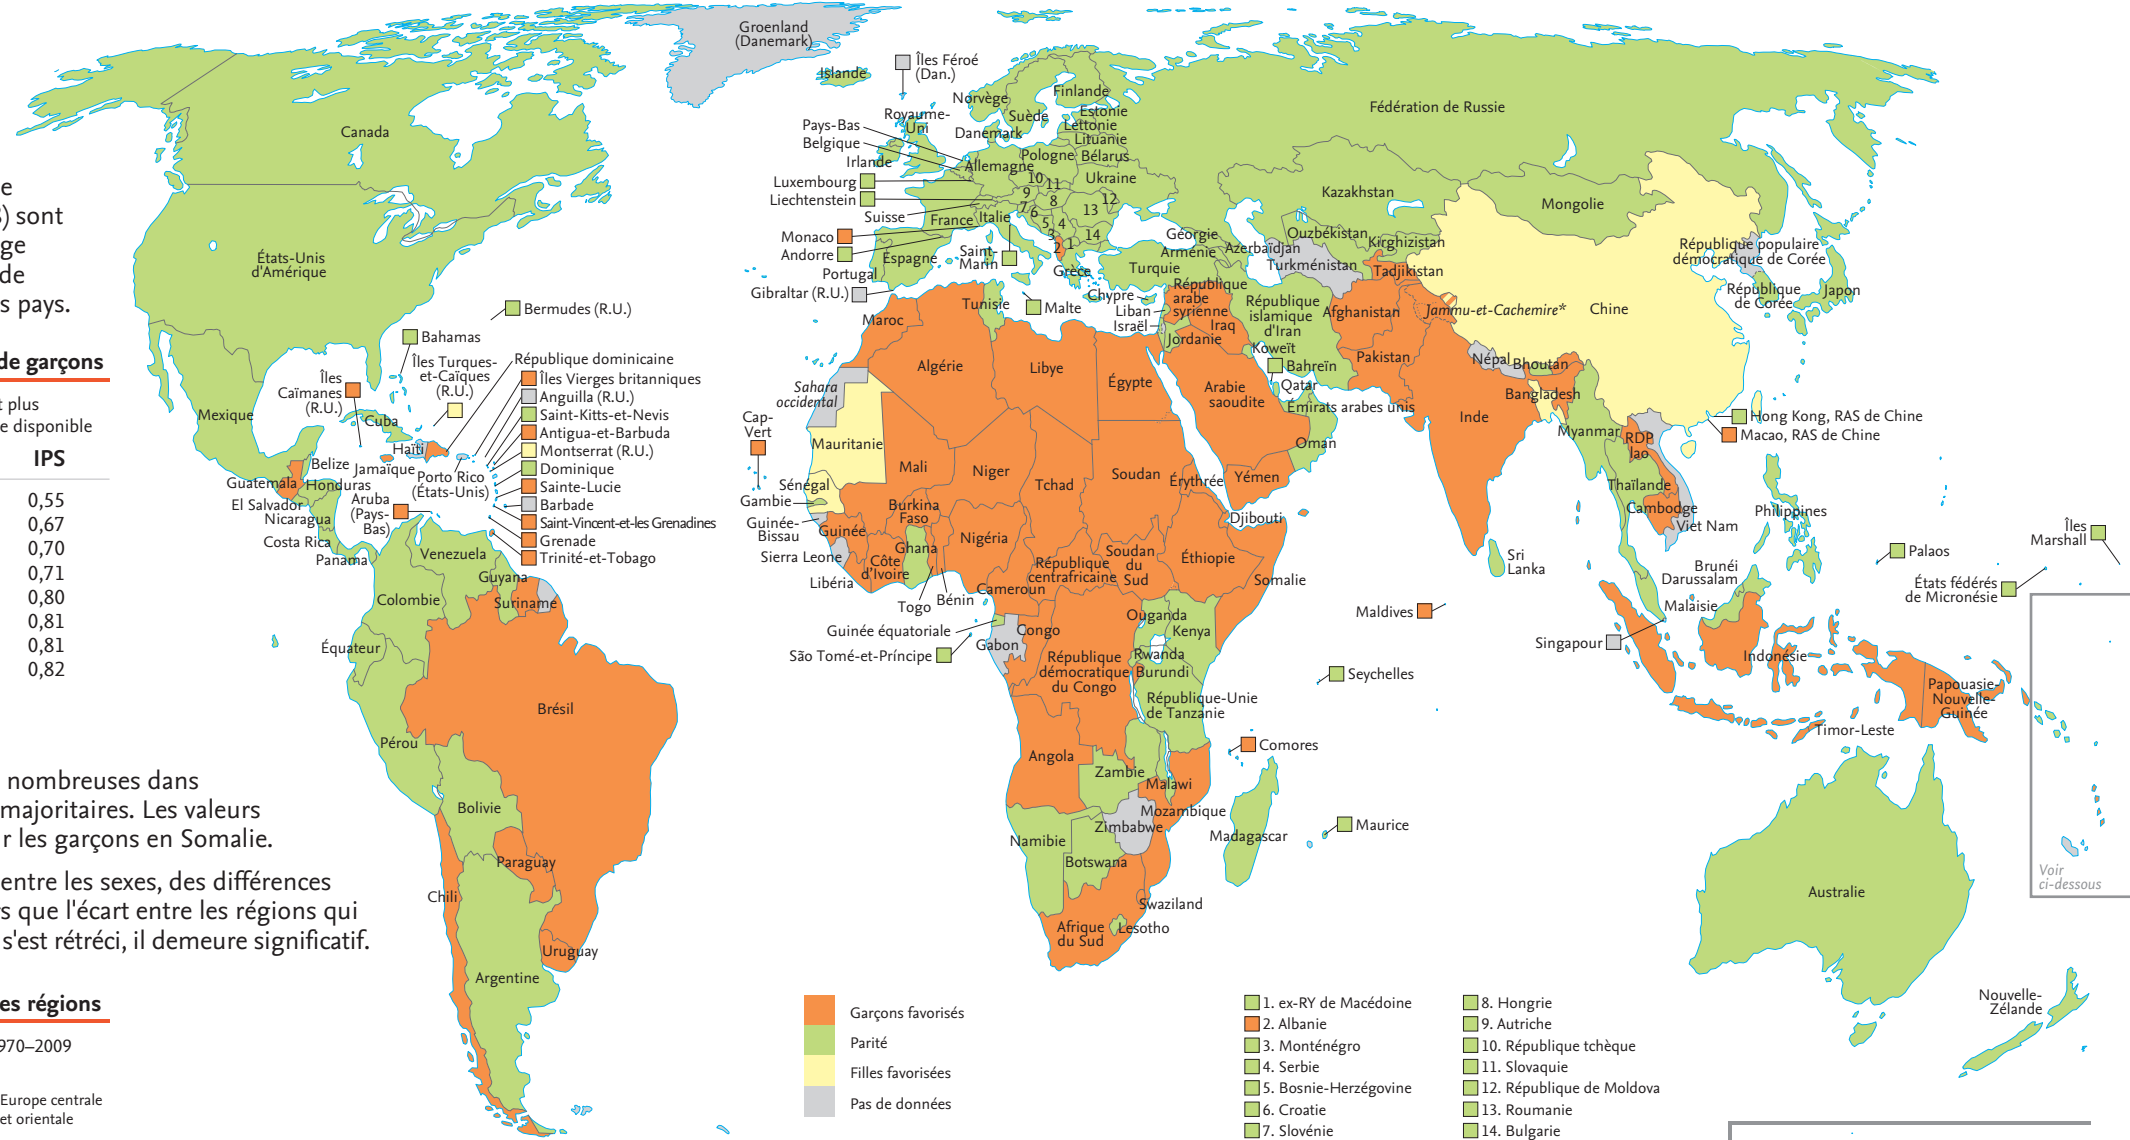 e
) sont
ge
de
s pays.
de garçons
t plus
e disponible
IPS
0,55
0,67
0,70
0,71
0,80
0,81
0,81
0,82
nombreuses dans
majoritaires. Les valeurs
r les garçons en Somalie.
entre les sexes, des différences
s que l'écart entre les régions qui
s'est rétréci, il demeure significatif.
es régions
970–2009
Europe centrale
et orientale
Groenland
(Danemark)
Canada
États-Unis
d'Amérique
Bermudes (R.U.)
Bahamas
Îles Turques-
et-Caïques
(R.U.)
République dominicaine
Îles
Caïmanes
(R.U.)
Îles Vierges britanniques
Anguilla (R.U.)
Saint-Kitts-et-Nevis
Antigua-et-Barbuda
Montserrat (R.U.)
Dominique
Sainte-Lucie
Barbade
Saint-Vincent-et-les Grenadines
Grenade
Trinité-et-Tobago
Mexique
Cuba
Haïti
Belize
Jamaïque
Guatemala
Honduras
Porto Rico
(États-Unis)
El Salvador
Aruba
(Pays-
Bas)
Nicaragua
Costa Rica
Panama
Venezuela
Guyana
Suriname
Colombie
Équateur
Brésil
Pérou
Bolivie
Paraguay
Chili
Uruguay
Argentine
Islande
Îles Féroé
(Dan.)
Norvège
Finlande
Suède
Estonie
Lettonie
Lituanie
Royaume-
Uni
Danemark
Pays-Bas
Belgique
Irlande
Allemagne
Pologne
Bélarus
Luxembourg
Liechtenstein
Ukraine
10
11
9
8
12
7
6
13
5
4
14
3
2
1
Suisse
France
Italie
Monaco
Andorre
Espagne
Saint-
Marin
Portugal
Grèce
Gibraltar (R.U.)
Malte
Fédération de Russie
Kazakhstan
Mongolie
Géorgie
Arménie
Azerbaïdjan
Ouzbékistan
Kirghizistan
Turquie
Turkménistan
Tadjikistan
République populaire
démocratique de Corée
République
de Corée
Japon
Chypre
Liban
Israël
République
arabe
syrienne
Iraq
Jordanie
République
islamique
d'Iran
Afghanistan
Jammu-et-Cachemire*
Chine
Koweït
Bahreïn
Qatar
Émirats arabes unis
Pakistan
Népal
Bhoutan
Bangladesh
Inde
Arabie
saoudite
Oman
Yémen
Hong Kong, RAS de Chine
Macao, RAS de Chine
Myanmar
RDP
lao
Thaïlande
Cambodge
Viet Nam
Philippines
Sri
Lanka
Brunéi
Darussalam
Malaisie
Singapour
Indonésie
Maldives
Palaos
Îles
Marshall
États fédérés
de Micronésie
Papouasie-
Nouvelle-
Guinée
Timor-Leste
Australie
Nouvelle-
Zélande
Voir
ci-dessous
Maroc
Tunisie
Algérie
Libye
Égypte
Sahara
occidental
Cap-
Vert
Mauritanie
Mali
Niger
Tchad
Soudan
Érythrée
Sénégal
Gambie
Guinée-
Bissau
Guinée
Burkina
Faso
Djibouti
Sierra Leone
Libéria
Côte
d'Ivoire
Ghana
Togo
Bénin
Nigéria
Cameroun
République
centrafricaine
Soudan
du
Sud
Éthiopie
Somalie
Ouganda
Kenya
Guinée équatoriale
São Tomé-et-Príncipe
Gabon
Congo
République
démocratique
du Congo
Rwanda
Burundi
République-Unie
de Tanzanie
Seychelles
Comores
Angola
Zambie
Malawi
Mozambique
Zimbabwe
Madagascar
Maurice
Namibie
Botswana
Swaziland
Afrique
du Sud
Lesotho
Garçons favorisés
Parité
Filles favorisées
Pas de données
1. ex-RY de Macédoine
2. Albanie
3. Monténégro
4. Serbie
5. Bosnie-Herzégovine
6. Croatie
7. Slovénie
8. Hongrie
9. Autriche
10. République tchèque
11. Slovaquie
12. République de Moldova
13. Roumanie
14. Bulgarie